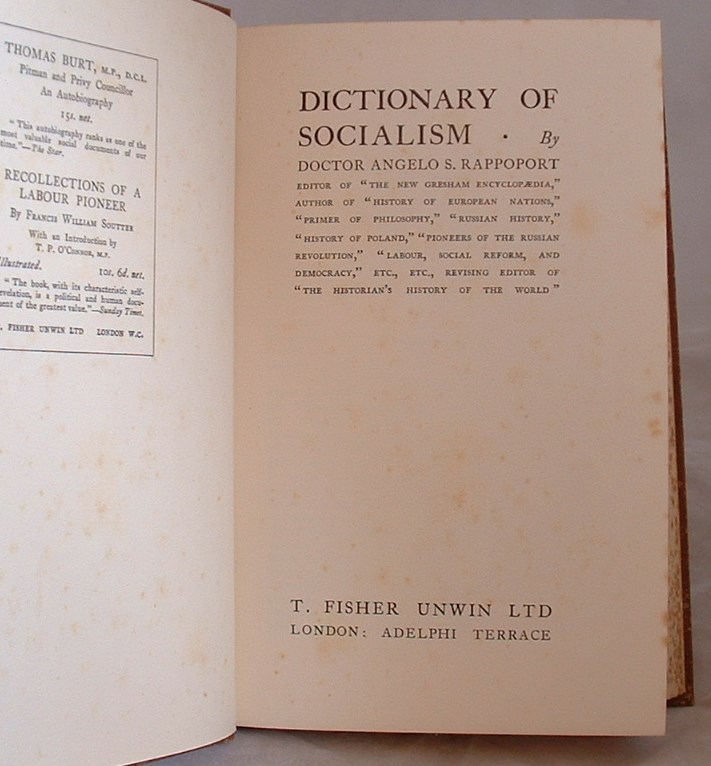 THOMAS BURT, M.P., D.C.L.
Pitman and Privy Councillor
An Autobiography
15s. net.
"This autobiography ranks as one of the
most valuable social documents of our
time."—The Star.
RECOLLECTIONS OF A
LABOUR PIONEER
By FRANCIS WILLIAM SOUTTER
With an Introduction by
T. P. O'CONNOR, M.P.
Illustrated.
10s. 6d. net.
"The book, with its characteristic self-
revelation, is a political and human docu-
ment of the greatest value."—Sunday Times.
. FISHER UNWIN LTD LONDON W.C.
DICTIONARY OF
SOCIALISM · By
DOCTOR ANGELO S. RAPPOPORT
EDITOR OF "THE NEW GRESHAM ENCYCLOPÆDIA,"
AUTHOR OF "HISTORY OF EUROPEAN NATIONS,"
"PRIMER OF PHILOSOPHY," "RUSSIAN HISTORY,"
"HISTORY OF POLAND," "PIONEERS OF THE RUSSIAN
REVOLUTION," "LABOUR, SOCIAL REFORM, AND
DEMOCRACY," ETC., ETC., REVISING EDITOR OF
"THE HISTORIAN'S HISTORY OF THE WORLD"
T. FISHER UNWIN LTD
LONDON: ADELPHI TERRACE